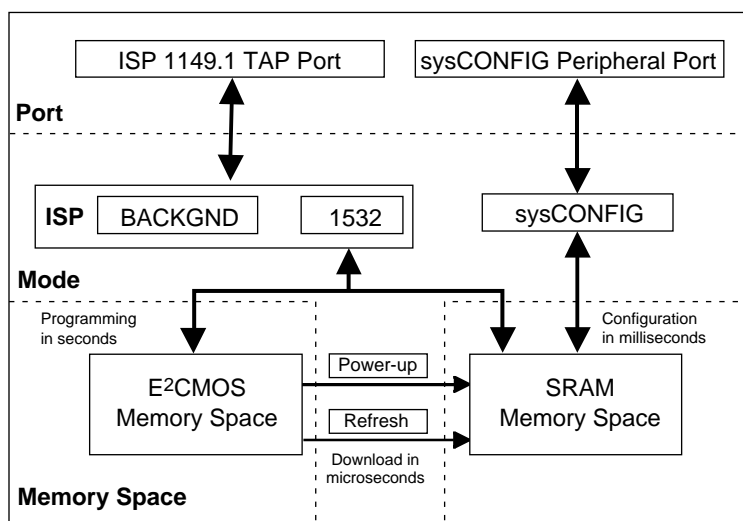 ISP 1149.1 TAP Port
sysCONFIG Peripheral Port
Port
ISP
BACKGND
1532
sysCONFIG
Mode
Programming
in seconds
Configuration
in milliseconds
E²CMOS
Memory Space
Power-up
SRAM
Memory Space
Refresh
Download in
microseconds
Memory Space